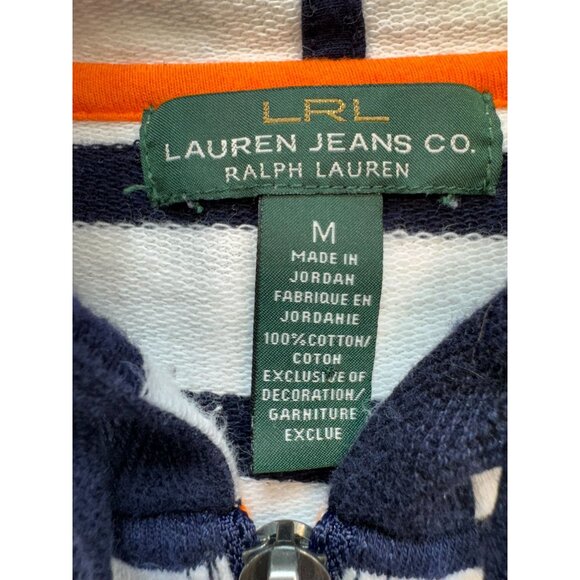 LRL
LAUREN JEANS CO.
RALPH LAUREN
M
MADE IN
JORDAN
FABRIQUE EN
JORDANIE
100%COTTON/
COTON
EXCLUSIVE OF
DECORATION/
GARNITURE
EXCLUE